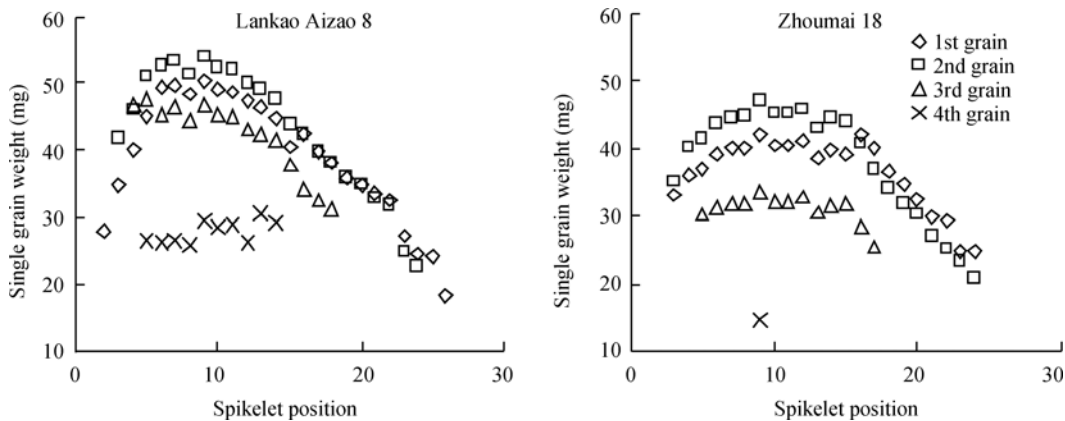 Lankao Aizao 8
Single grain weight (mg)
60
50
40
30
20
10
0
10
20
30
Spikelet position
Zhoumai 18
1st grain
2nd grain
3rd grain
4th grain
Single grain weight (mg)
60
50
40
30
20
10
0
10
20
30
Spikelet position